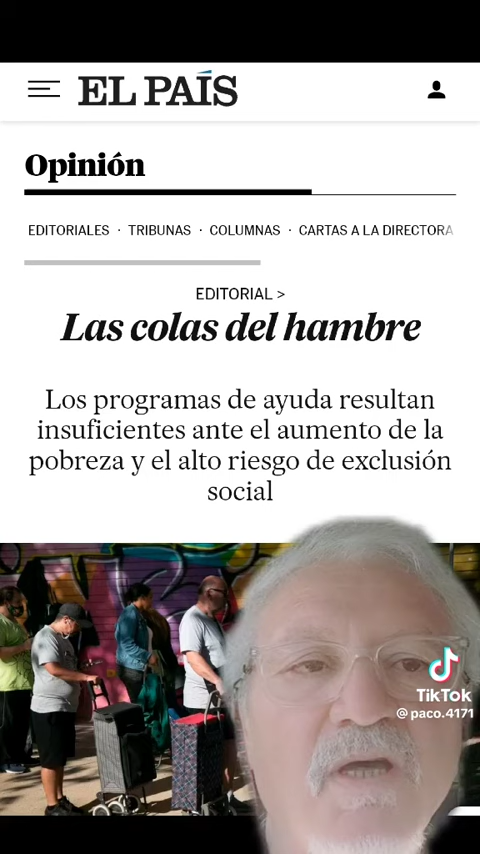 EL PAÍS
Opinión
EDITORIALES · TRIBUNAS · COLUMNAS · CARTAS A LA DIRECTORA
EDITORIAL >
Las colas del hambre
Los programas de ayuda resultan
insuficientes ante el aumento de la
pobreza y el alto riesgo de exclusión
social
TikTok
@paco.4171